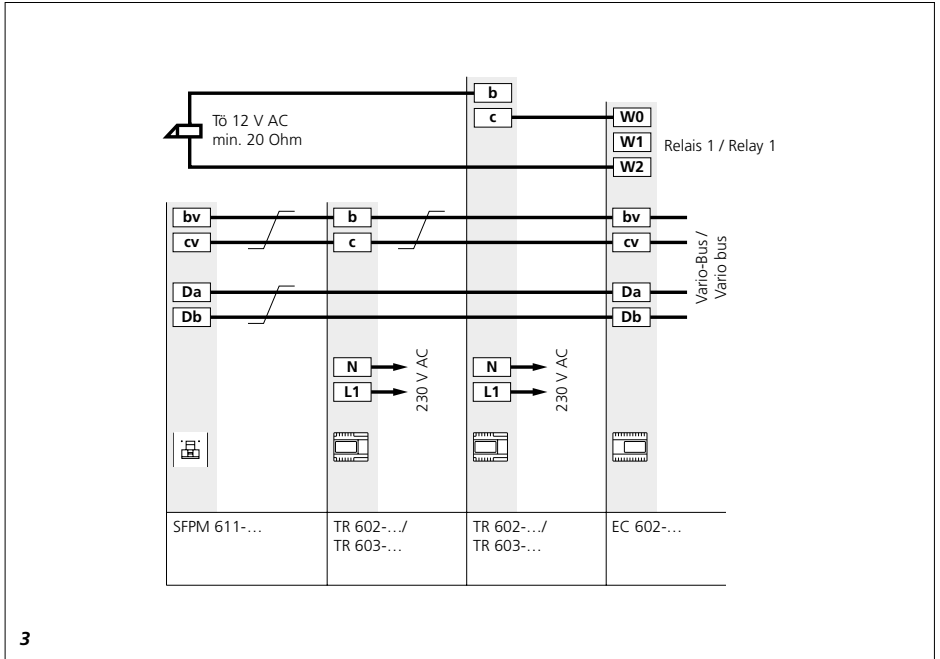 b
Tö 12 V AC
min. 20 Ohm
c
W0
W1
Relais 1 / Relay 1
W2
bv
b
bv
cv
c
cv
Vario-Bus /
Vario bus
Da
Da
Db
Db
N
230 V AC
N
230 V AC
L1
L1
SFPM 611-…
TR 602-…/
TR 603-…
TR 602-…/
TR 603-…
EC 602-…
3